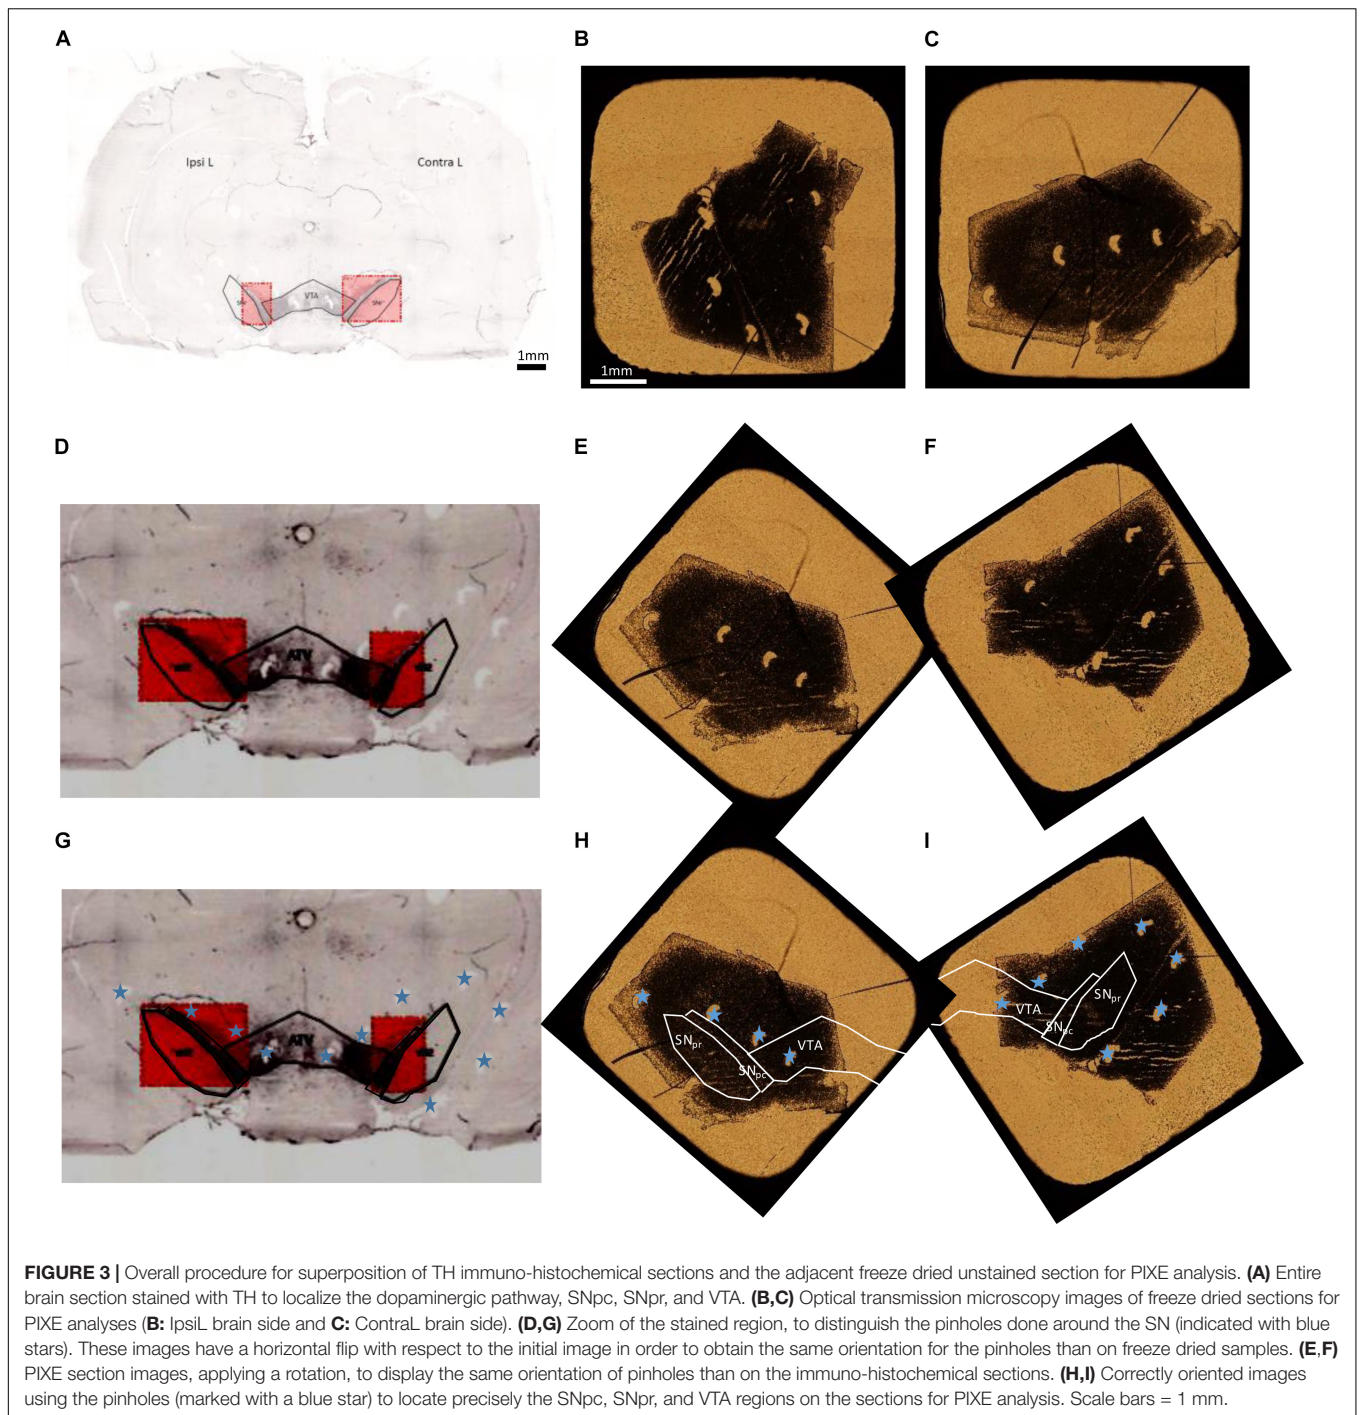 A
B
C
Ipsi L
Contra L
VTA
1mm
1mm
D
E
F
G
H
I
SNpr
SNpc
VTA
VTA
SNpc
SNpr
FIGURE 3 | Overall procedure for superposition of TH immuno-histochemical sections and the adjacent freeze dried unstained section for PIXE analysis. (A) Entire
brain section stained with TH to localize the dopaminergic pathway, SNpc, SNpr, and VTA. (B,C) Optical transmission microscopy images of freeze dried sections for
PIXE analyses (B: IpsiL brain side and C: ContraL brain side). (D,G) Zoom of the stained region, to distinguish the pinholes done around the SN (indicated with blue
stars). These images have a horizontal flip with respect to the initial image in order to obtain the same orientation for the pinholes than on freeze dried samples. (E,F)
PIXE section images, applying a rotation, to display the same orientation of pinholes than on the immuno-histochemical sections. (H,I) Correctly oriented images
using the pinholes (marked with a blue star) to locate precisely the SNpc, SNpr, and VTA regions on the sections for PIXE analysis. Scale bars = 1 mm.